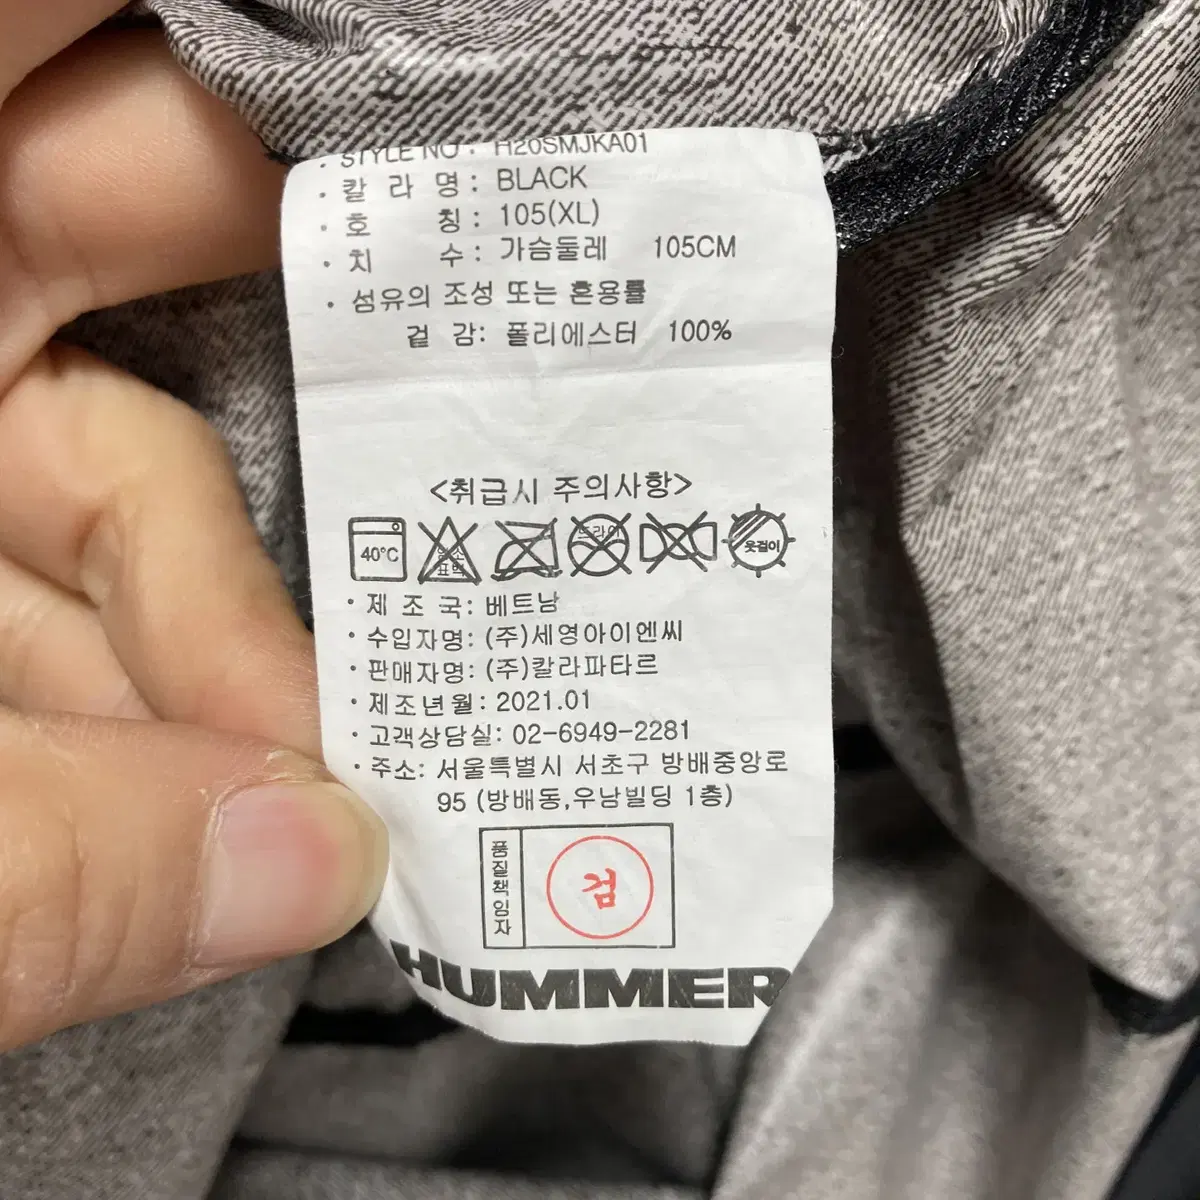 · STYLE NO : H20SMJKA01
· 칼 라 명 : BLACK
· 호 칭 : 105(XL)
· 치 수 : 가슴둘레 105CM
· 섬유의 조성 또는 혼용률
겉 감: 폴리에스터 100%
<취급시 주의사항>
40°C 염소 표백 드라이 옷걸이
· 제 조 국: 베트남
· 수입자명: (주)세영아이엔씨
· 판매자명: (주)칼라파타르
· 제조년월: 2021.01
· 고객상담실: 02-6949-2281
· 주소: 서울특별시 서초구 방배중앙로
95 (방배동,우남빌딩 1층)
품질책임자
검
HUMMER